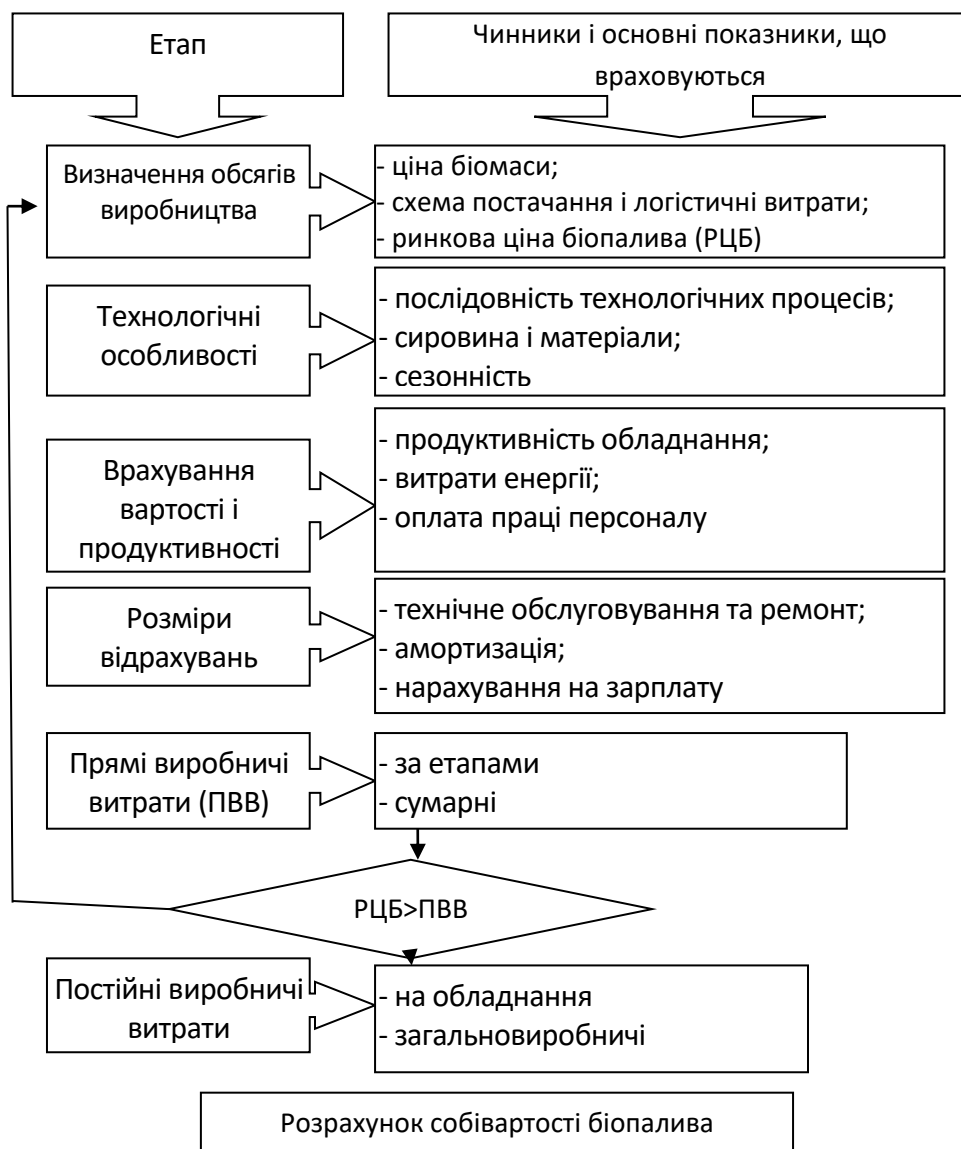 Етап
Чинники і основні показники, що
враховуються
Визначення обсягів
виробництва
- ціна біомаси;
- схема постачання і логістичні витрати;
- ринкова ціна біопалива (РЦБ)
Технологічні
особливості
- послідовність технологічних процесів;
- сировина і матеріали;
- сезонність
Врахування
вартості і
продуктивності
- продуктивність обладнання;
- витрати енергії;
- оплата праці персоналу
Розміри
відрахувань
- технічне обслуговування та ремонт;
- амортизація;
- нарахування на зарплату
Прямі виробничі
витрати (ПВВ)
- за етапами
- сумарні
РЦБ>ПВВ
Постійні виробничі
витрати
- на обладнання
- загальновиробничі
Розрахунок собівартості біопалива